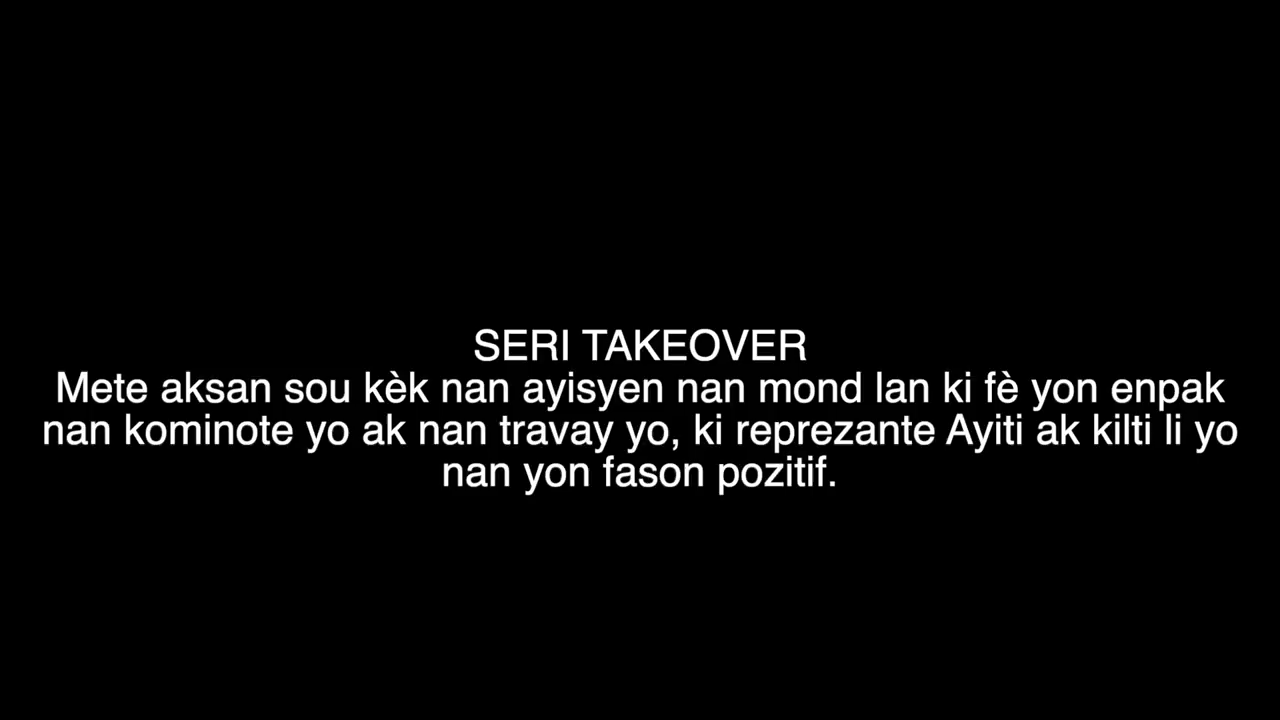 SERI TAKEOVER
Mete aksan sou kèk nan ayisyen nan mond lan ki fè yon enpak
nan kominote yo ak nan travay yo, ki reprezante Ayiti ak kilti li yo
nan yon fason pozitif.